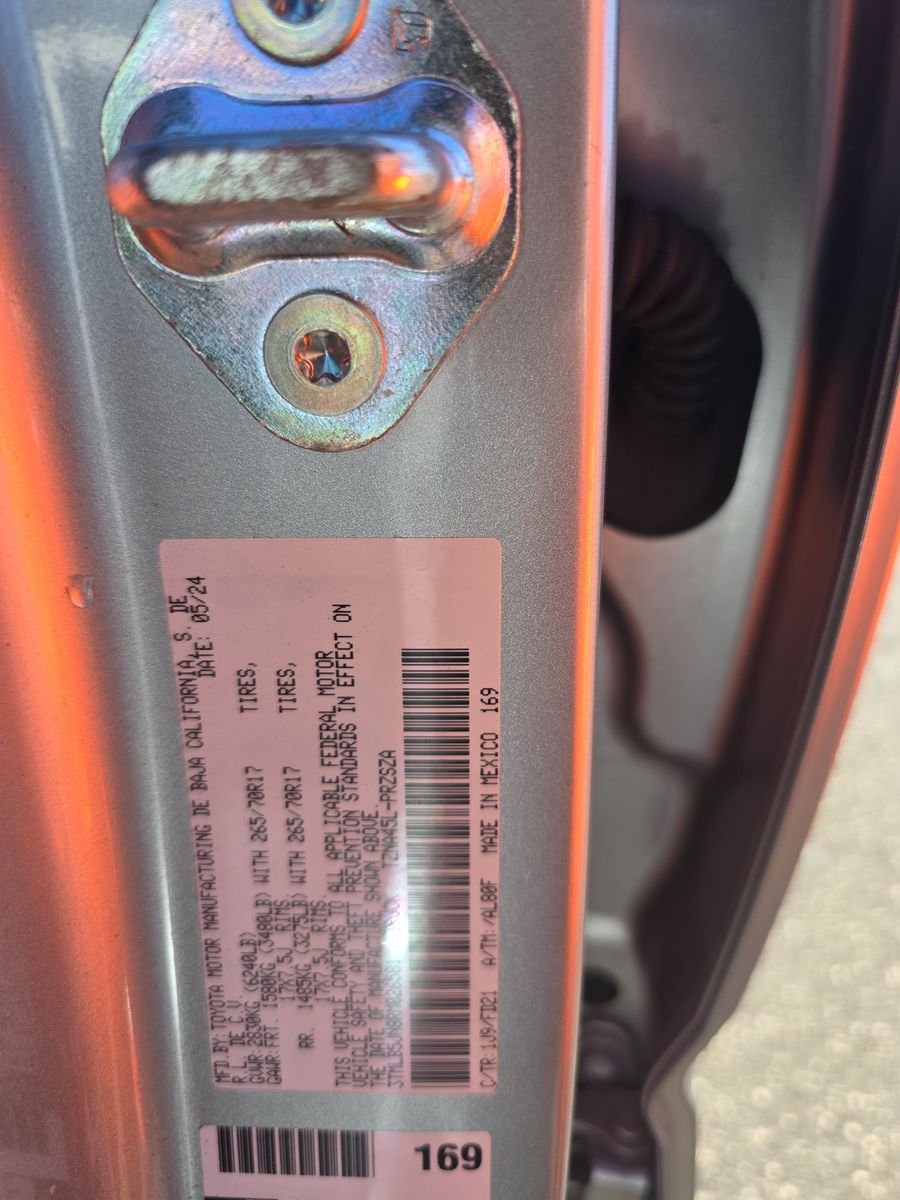 MFD.BY:TOYOTA MOTOR MANUFACTURING DE BAJA CALIFORNIA, S. DE
R.L. DE C.V. DATE: 05/24
GVWR:2830KG (6240LB)
GAWR:FRT. 1580KG (3480LB) WITH 265/70R17 TIRES,
17X7.5J RIMS
RR. 1485KG (3275LB) WITH 265/70R17 TIRES,
17X7.5J RIMS
THIS VEHICLE CONFORMS TO ALL APPLICABLE FEDERAL MOTOR
VEHICLE SAFETY AND THEFT PREVENTION STANDARDS IN EFFECT ON
THE DATE OF MANUFACTURE SHOWN ABOVE.
TZNA45L-PRZSZA
C/TR:1J9/FD21 A/TM:/AL80F MADE IN MEXICO 169
169